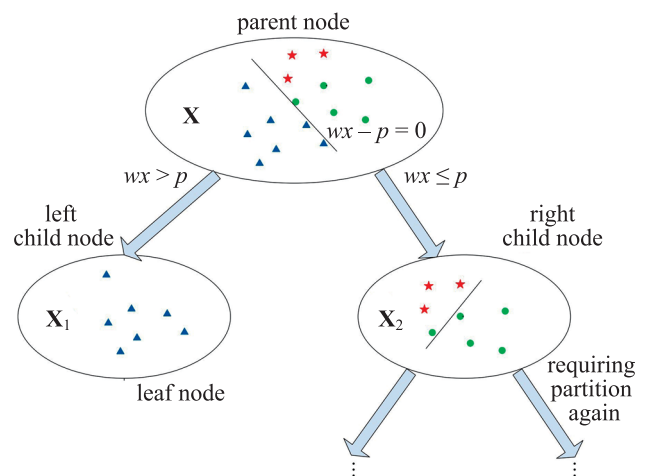 parent node
X
wx – p = 0
wx > p
wx ≤ p
left
child node
right
child node
X₁
X₂
leaf node
requiring
partition
again
⋮
⋮